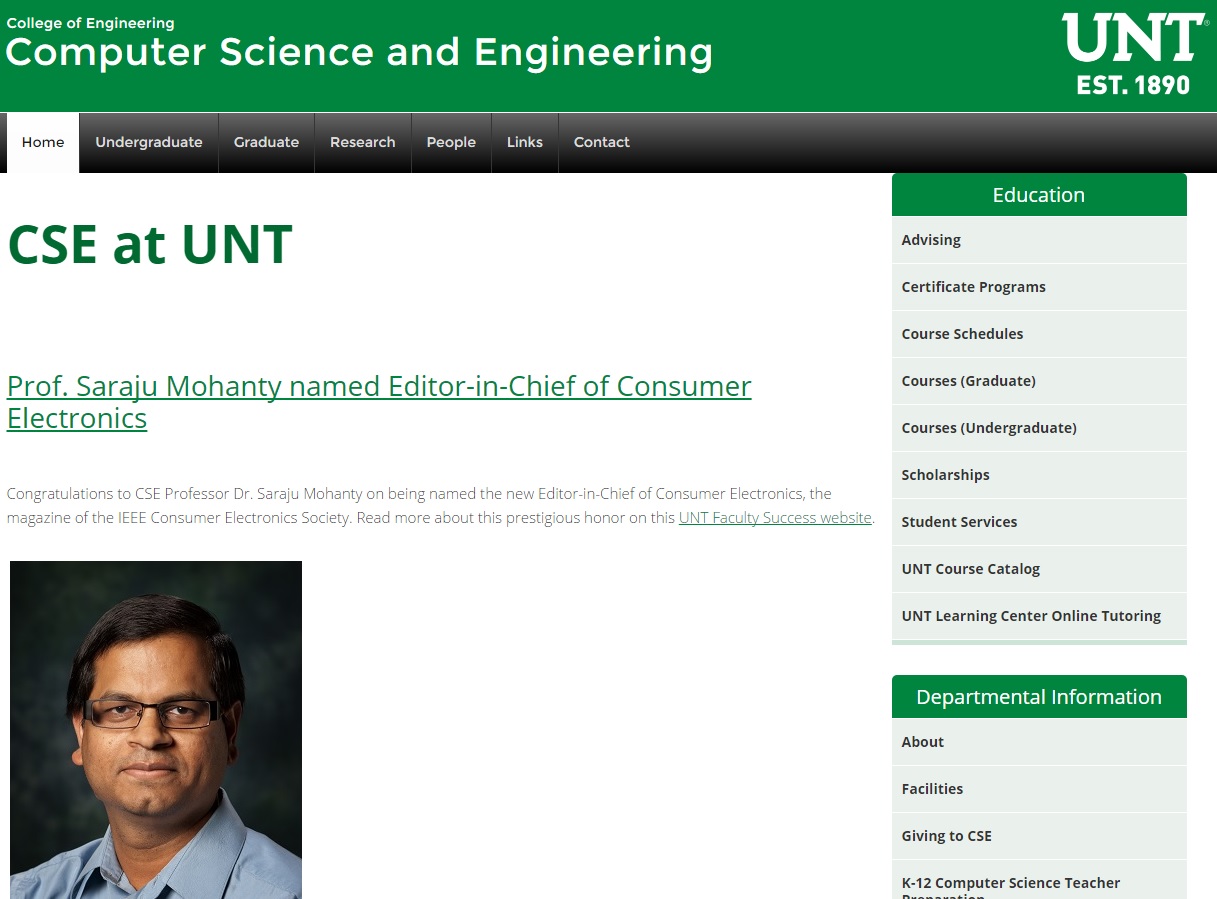 College of Engineering
Computer Science and Engineering
UNT®
EST. 1890
Home
Undergraduate
Graduate
Research
People
Links
Contact
CSE at UNT
Prof. Saraju Mohanty named Editor-in-Chief of Consumer
Electronics
Congratulations to CSE Professor Dr. Saraju Mohanty on being named the new Editor-in-Chief of Consumer Electronics, the
magazine of the IEEE Consumer Electronics Society. Read more about this prestigious honor on this UNT Faculty Success website.
Education
Advising
Certificate Programs
Course Schedules
Courses (Graduate)
Courses (Undergraduate)
Scholarships
Student Services
UNT Course Catalog
UNT Learning Center Online Tutoring
Departmental Information
About
Facilities
Giving to CSE
K-12 Computer Science Teacher
Preparation